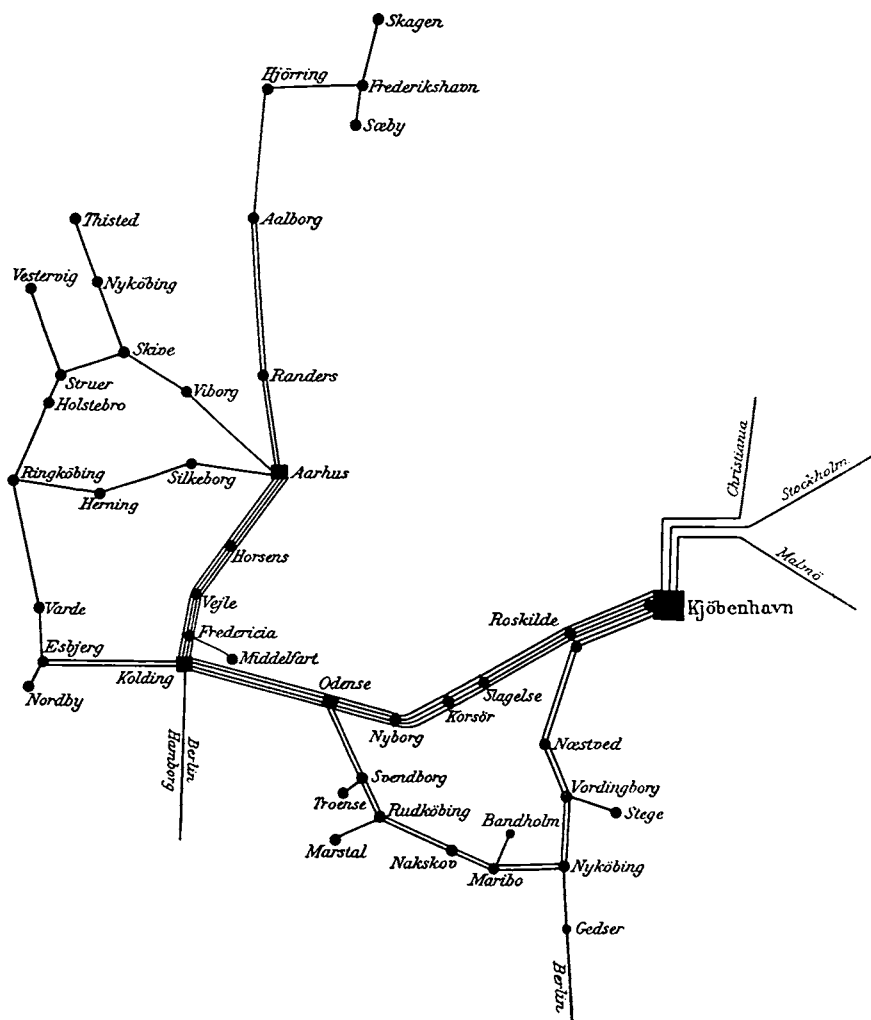 Skagen
Hjörring
Frederikshavn
Sæby
Thisted
Aalborg
Vestervig
Nyköbing
Skive
Struer
Randers
Viborg
Holstebro
Ringköbing
Silkeborg
Aarhus
Herning
Christiania
Stockholm.
Malmö
Horsens
Vejle
Varde
Kjöbenhavn
Roskilde
Fredericia
Esbjerg
Middelfart
Kolding
Odense
Slagelse
Nordby
Korsör
Nyborg
Berlin
Hamborg
Næstved
Svendborg
Vordingborg
Troense
Rudköbing
Stege
Bandholm
Marstal
Nakskov
Maribo
Nyköbing
Gedser
Berlin